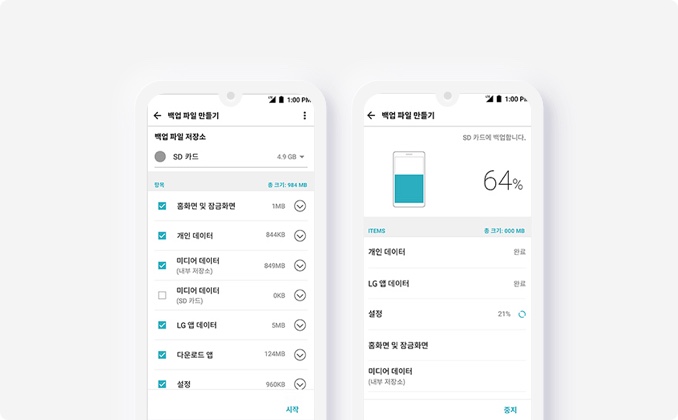 1:00 PM
백업 파일 만들기
백업 파일 저장소
SD 카드 4.9 GB
항목 총 크기: 984 MB
홈화면 및 잠금화면 1MB
개인 데이터 844KB
미디어 데이터 849MB
(내부 저장소)
미디어 데이터 0KB
(SD 카드)
LG 앱 데이터 5MB
다운로드 앱 124MB
설정 960KB
시작
1:00 PM
백업 파일 만들기
SD 카드에 백업합니다.
64%
ITEMS 총 크기: 000 MB
개인 데이터 완료
LG 앱 데이터 완료
설정 21%
홈화면 및 잠금화면
미디어 데이터
(내부 저장소)
중지